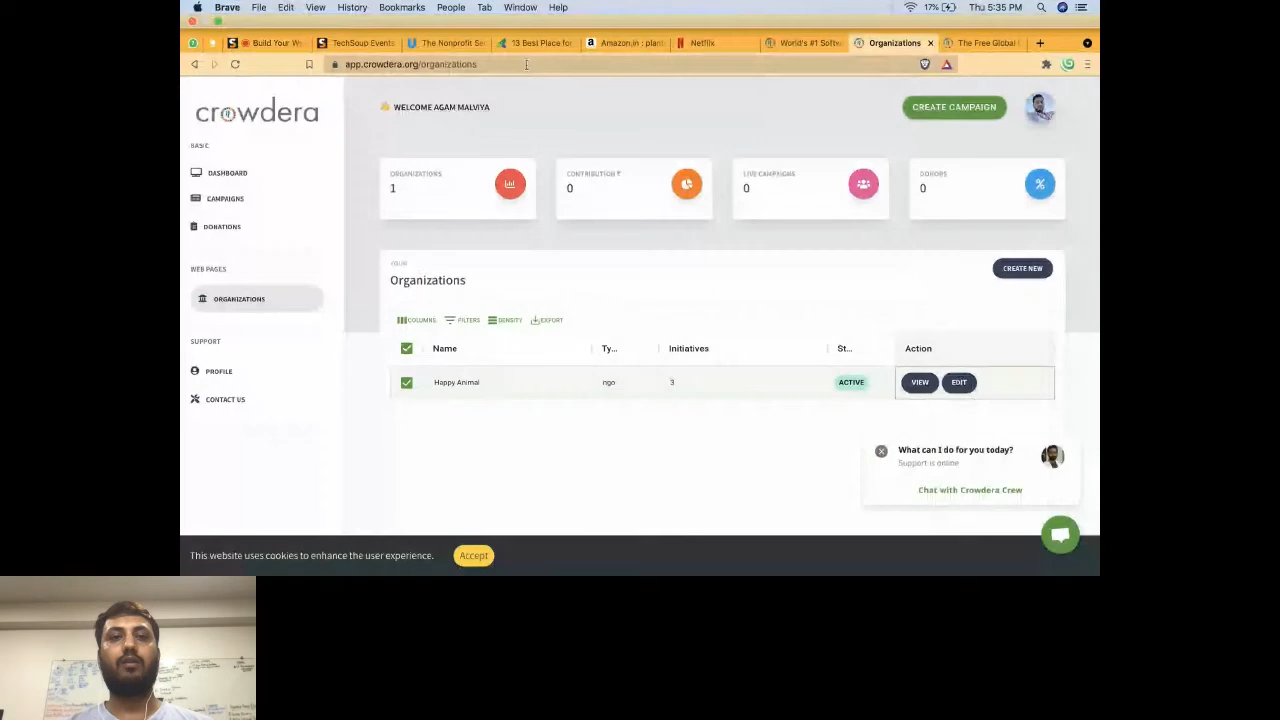 Brave File Edit View History Bookmarks People Tab Window Help 17% Thu 5:35 PM
Build Your We TechSoup Events The Nonprofit Sec 13 Best Place for Amazon.in : plant Netflix World's #1 Softw Organizations The Free Global
app.crowdera.org/organizations
crowdera
WELCOME AGAM MALVIYA
CREATE CAMPAIGN
BASIC
DASHBOARD
CAMPAIGNS
DONATIONS
WEB PAGES
ORGANIZATIONS
SUPPORT
PROFILE
CONTACT US
ORGANIZATIONS
1
CONTRIBUTION ₹
0
LIVE CAMPAIGNS
0
DONORS
0
YOUR
Organizations
CREATE NEW
COLUMNS FILTERS DENSITY EXPORT
Name Ty... Initiatives St... Action
Happy Animal ngo 3 ACTIVE VIEW EDIT
What can I do for you today?
Support is online
Chat with Crowdera Crew
This website uses cookies to enhance the user experience. Accept